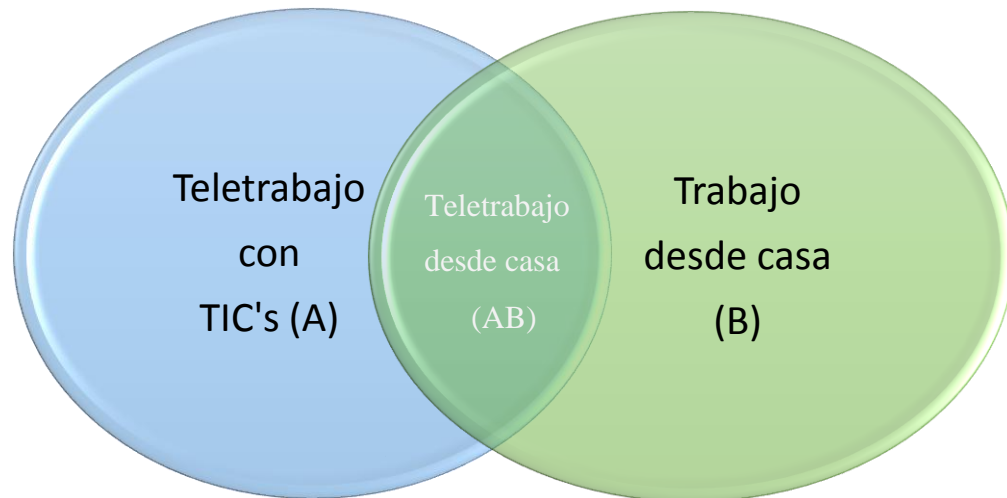 Teletrabajo
con
TIC's (A)
Teletrabajo
desde casa
(AB)
Trabajo
desde casa
(B)